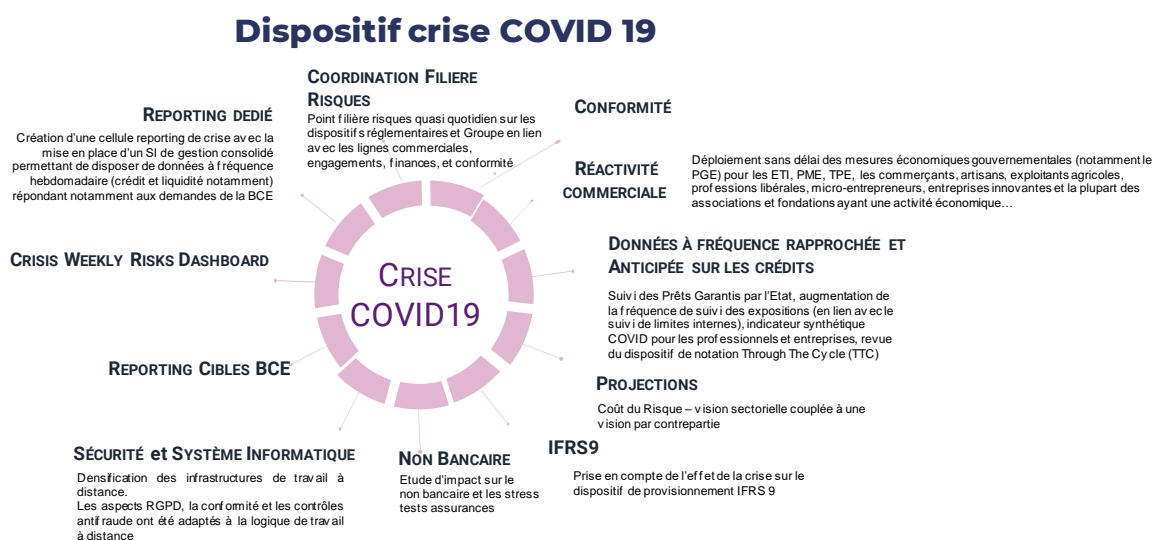 Dispositif crise COVID 19
COORDINATION FILIERE
RISQUES
Point filière risques quasi quotidien sur les
dispositifs réglementaires et Groupe en lien
avec les lignes commerciales,
engagements, finances, et conformité
CONFORMITÉ
REPORTING DEDIÉ
Création d'une cellule reporting de crise avec la
mise en place d'un SI de gestion consolidé
permettant de disposer de données à fréquence
hebdomadaire (crédit et liquidité notamment)
répondant notamment aux demandes de la BCE
RÉACTIVITÉ
COMMERCIALE
Déploiement sans délai des mesures économiques gouvernementales (notamment le
PGE) pour les ETI, PME, TPE, les commerçants, artisans, exploitants agricoles,
professions libérales, micro-entrepreneurs, entreprises innovantes et la plupart des
associations et fondations ayant une activité économique…
DONNÉES À FRÉQUENCE RAPPROCHÉE ET
ANTICIPÉE SUR LES CRÉDITS
Suivi des Prêts Garantis par l'Etat, augmentation de
la fréquence de suivi des expositions (en lien avec le
suivi de limites internes), indicateur synthétique
COVID pour les professionnels et entreprises, revue
du dispositif de notation Through The Cycle (TTC)
CRISIS WEEKLY RISKS DASHBOARD
CRISE
COVID19
REPORTING CIBLES BCE
PROJECTIONS
Coût du Risque – vision sectorielle couplée à une
vision par contrepartie
IFRS9
Prise en compte de l'effet de la crise sur le
dispositif de provisionnement IFRS 9
NON BANCAIRE
Etude d'impact sur le
non bancaire et les stress
tests assurances
SÉCURITÉ et SYSTÈME INFORMATIQUE
Densification des infrastructures de travail à
distance.
Les aspects RGPD, la conformité et les contrôles
antifraude ont été adaptés à la logique de travail
à distance